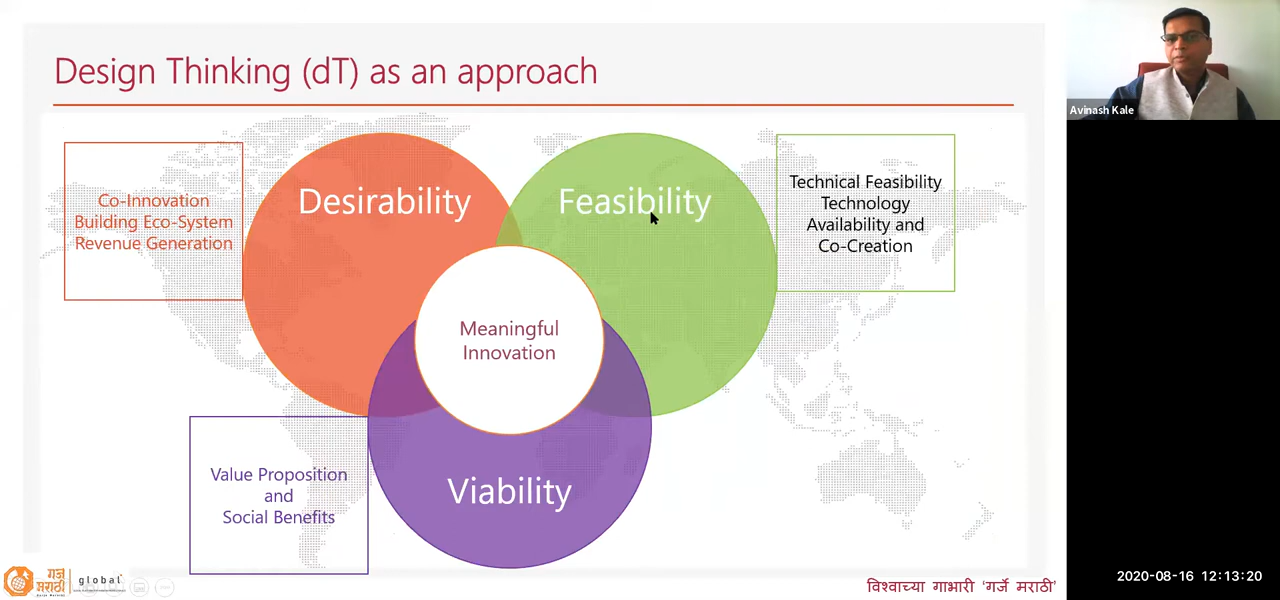 Design Thinking (dT) as an approach
Avinash Kale
Desirability
Feasibility
Co-Innovation
Building Eco-System
Revenue Generation
Technical Feasibility
Technology
Availability and
Co-Creation
Meaningful
Innovation
Value Proposition
and
Social Benefits
Viability
गर्जे
मराठी
global
विश्वाच्या गाभारी ‘गर्जे मराठी’
2020-08-16 12:13:20